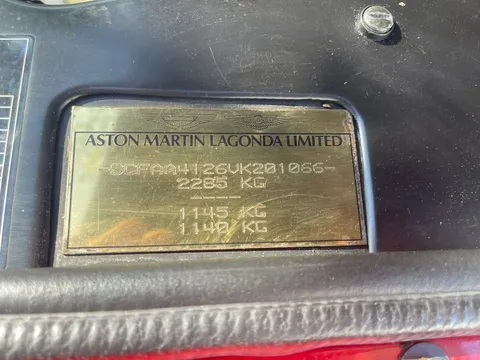 ASTON MARTIN LAGONDA LIMITED
-SCFAA4126VK201066-
2285 KG
----
1145 KG
1140 KG